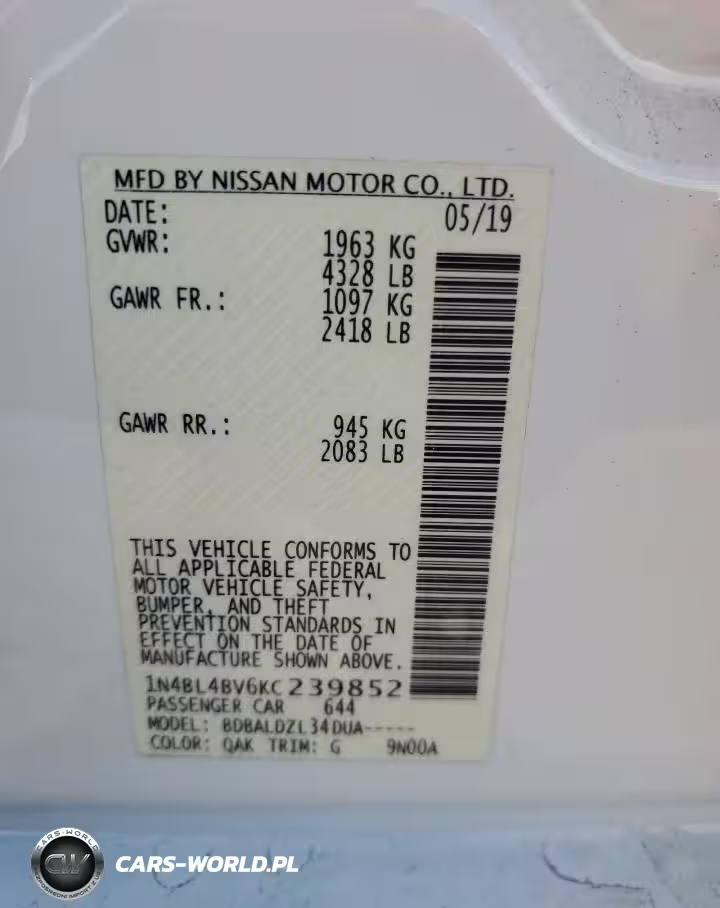 MFD BY NISSAN MOTOR CO., LTD.
DATE: 05/19
GVWR: 1963 KG
4328 LB
GAWR FR.: 1097 KG
2418 LB
GAWR RR.: 945 KG
2083 LB
THIS VEHICLE CONFORMS TO
ALL APPLICABLE FEDERAL
MOTOR VEHICLE SAFETY,
BUMPER, AND THEFT
PREVENTION STANDARDS IN
EFFECT ON THE DATE OF
MANUFACTURE SHOWN ABOVE.
1N4BL4BV6KC239852
PASSENGER CAR 644
MODEL: BDBALDZL34DUA-----
COLOR: QAK TRIM: G 9N00A
CARS-WORLD
CW
CARS-WORLD.PL